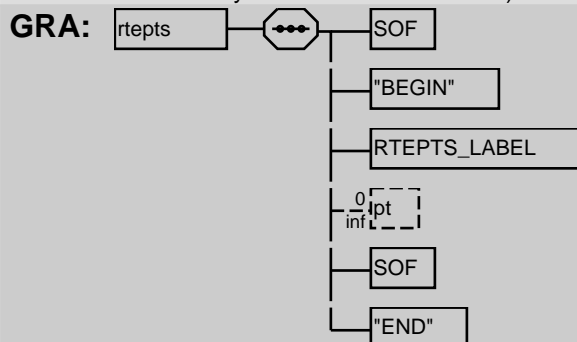 GRA: rtepts SOF
"BEGIN"
RTEPTS_LABEL
0
inf pt
SOF
"END"